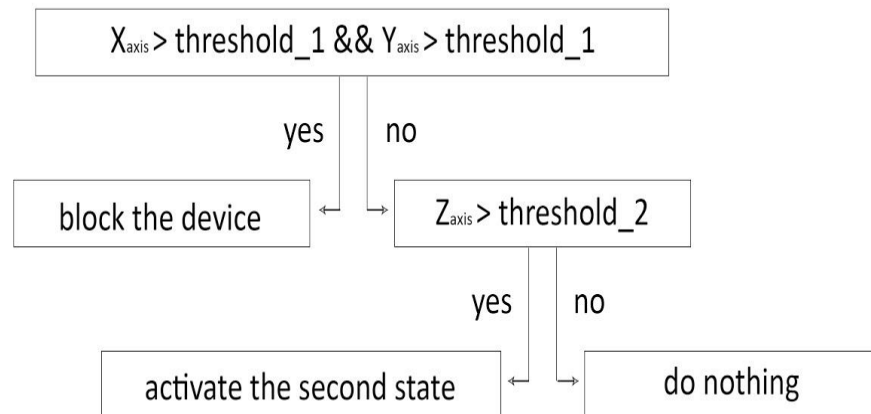 Xaxis > threshold_1 && Yaxis > threshold_1
yes no
block the device
Zaxis > threshold_2
yes no
activate the second state
do nothing